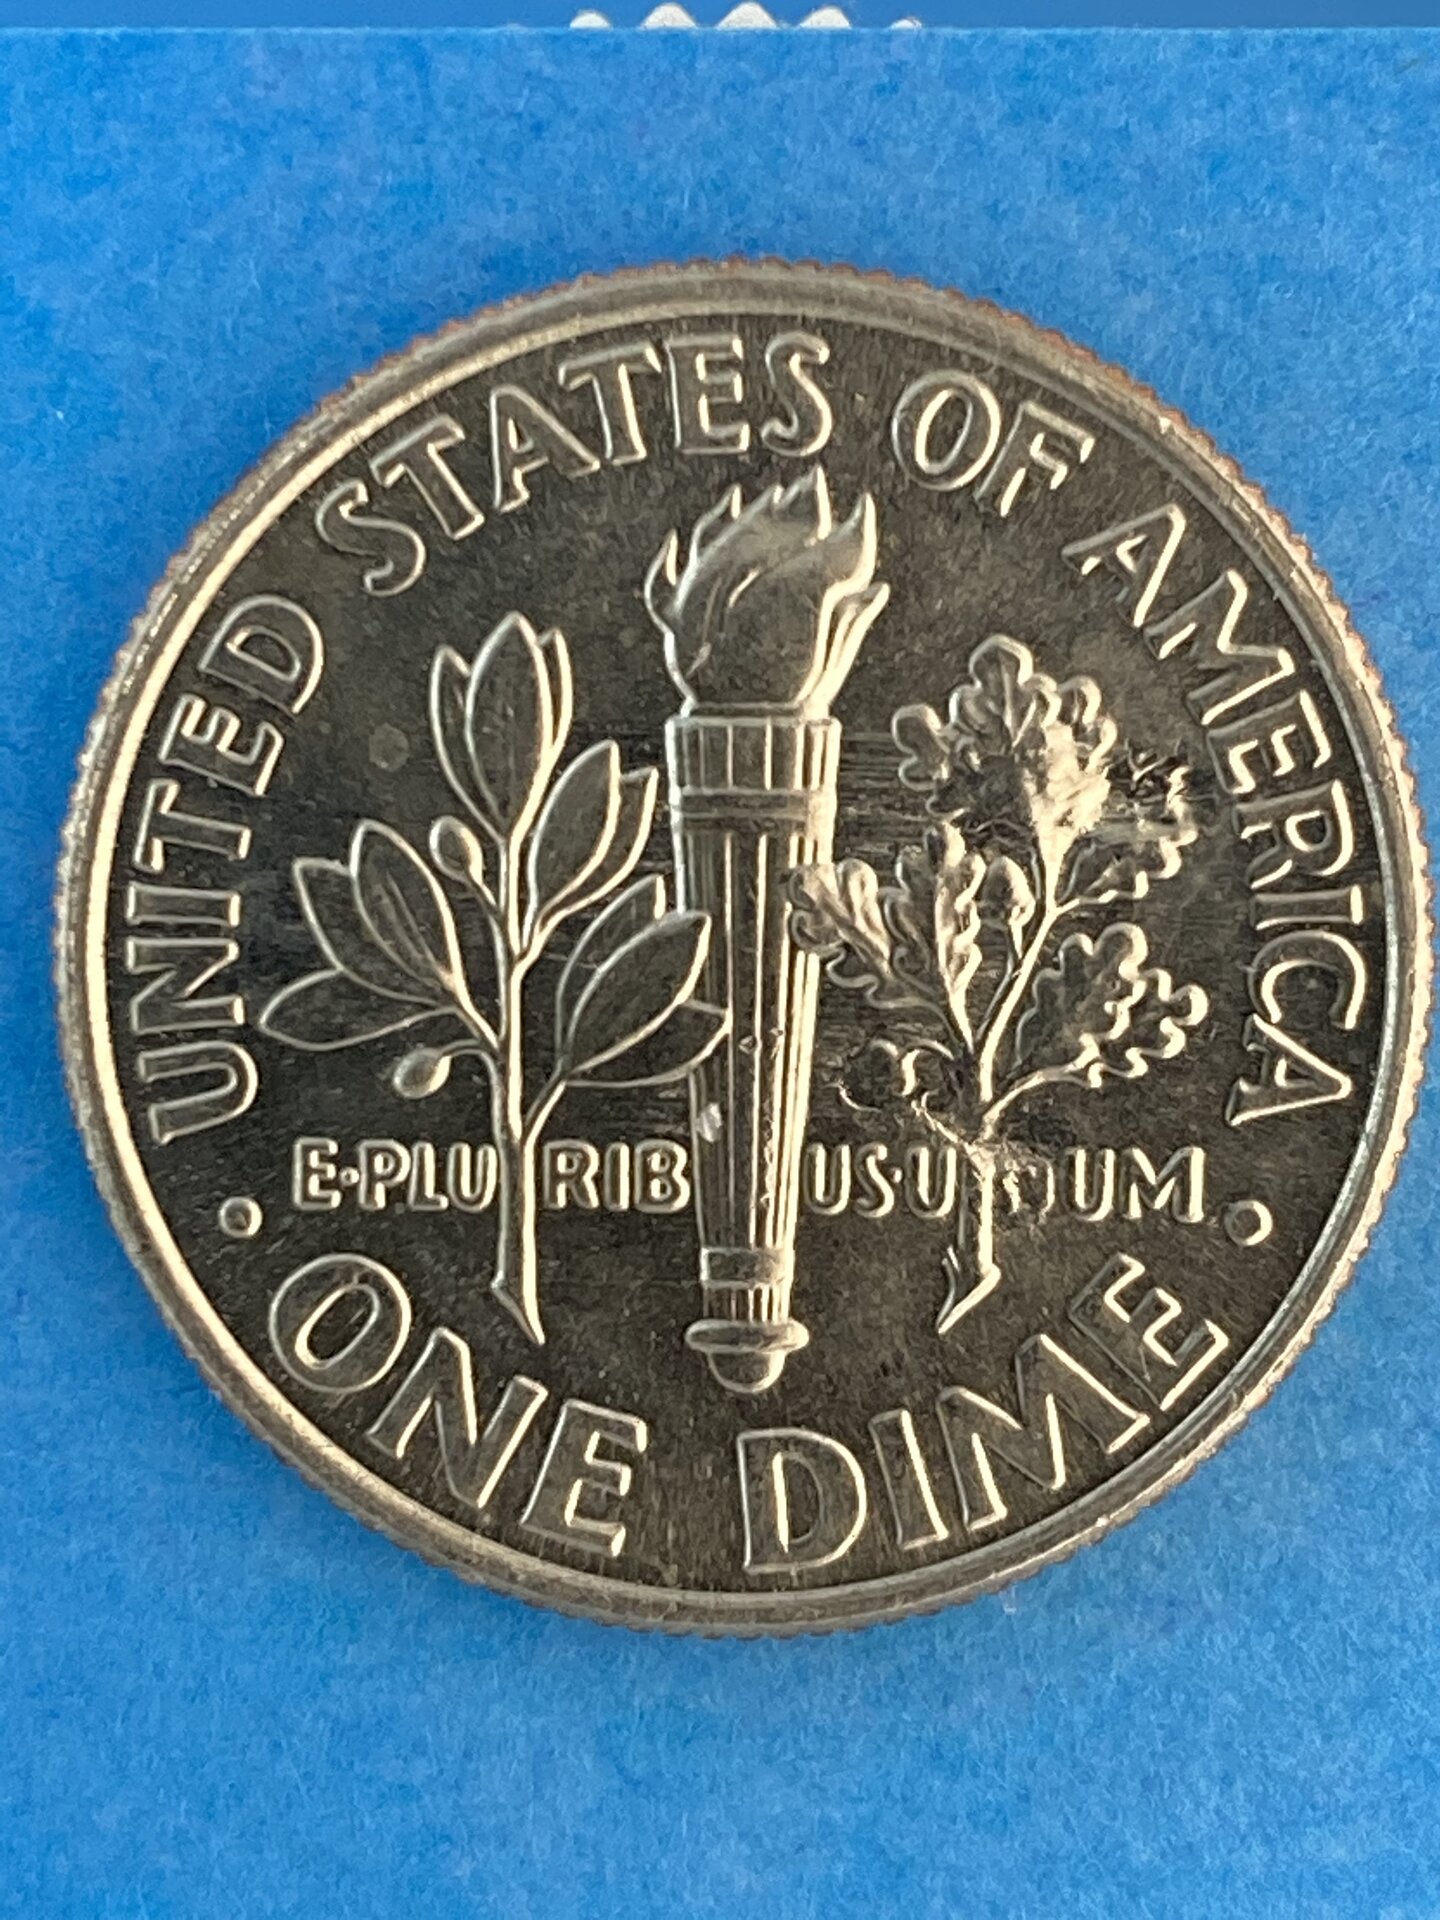 UNITED STATES OF AMERICA
E·PLURIBUS·U UM
· ONE DIME ·